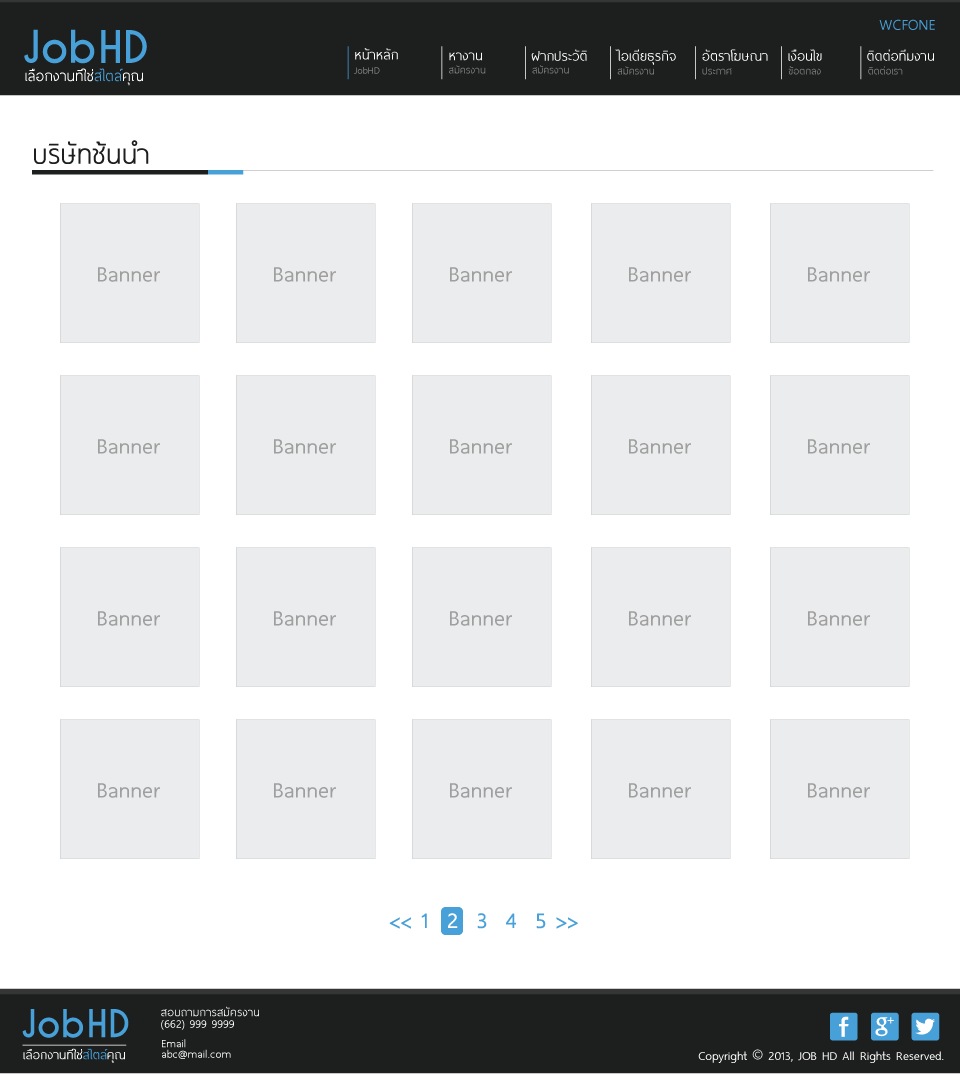 WCFONE
JobHD
เลือกงานที่ใช่สไตล์คุณ
หน้าหลัก หางาน ฝากประวัติ ไอเดียธุรกิจ อัตราโฆษณา เงื่อนไข ติดต่อทีมงาน
JobHD สมัครงาน สมัครงาน สมัครงาน ประกาศ ข้อตกลง ติดต่อเรา
บริษัทชั้นนำ
Banner Banner Banner Banner Banner
Banner Banner Banner Banner Banner
Banner Banner Banner Banner Banner
Banner Banner Banner Banner Banner
<< 1 2 3 4 5 >>
JobHD
เลือกงานที่ใช่สไตล์คุณ
สอบถามการสมัครงาน
(662) 999 9999
Email
abc@mail.com
f g+
Copyright © 2013, JOB HD All Rights Reserved.